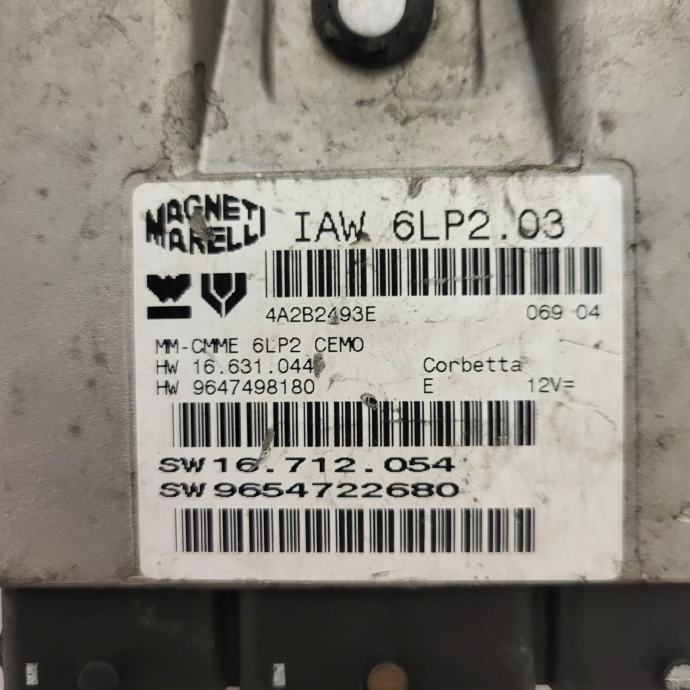 MAGNETI
MARELLI
IAW 6LP2.03
4A2B2493E 069 04
MM-CMME 6LP2 CEMO
HW 16.631.044 Corbetta
HW 9647498180 E 12V=
SW16.712.054
SW9654722680